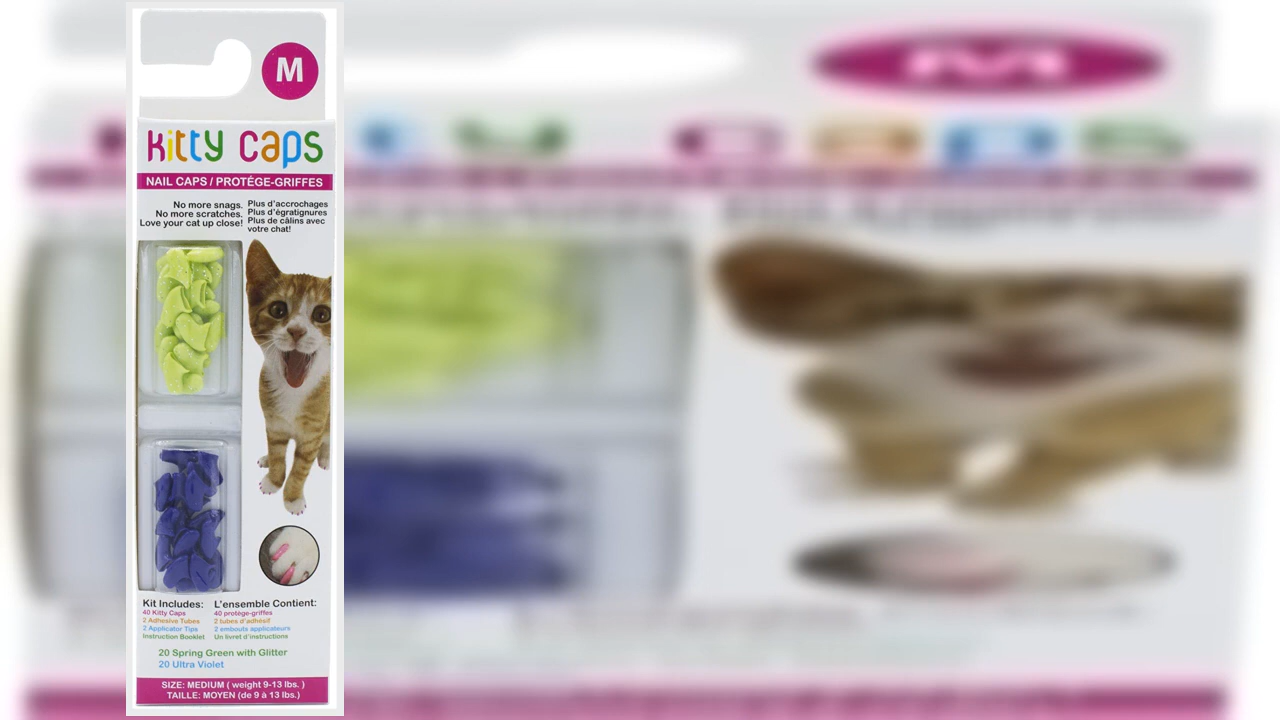 M
kitty caps
NAIL CAPS / PROTÉGE-GRIFFES
No more snags.
No more scratches.
Love your cat up close!
Plus d'accrochages
Plus d'égratignures
Plus de câlins avec
votre chat!
Kit Includes:
40 Kitty Caps
2 Adhesive Tubes
2 Applicator Tips
Instruction Booklet
L'ensemble Contient:
40 protège-griffes
2 tubes d'adhésif
2 embouts applicateurs
Un livret d'instructions
20 Spring Green with Glitter
20 Ultra Violet
SIZE: MEDIUM ( weight 9-13 lbs. )
TAILLE: MOYEN (de 9 à 13 lbs.)